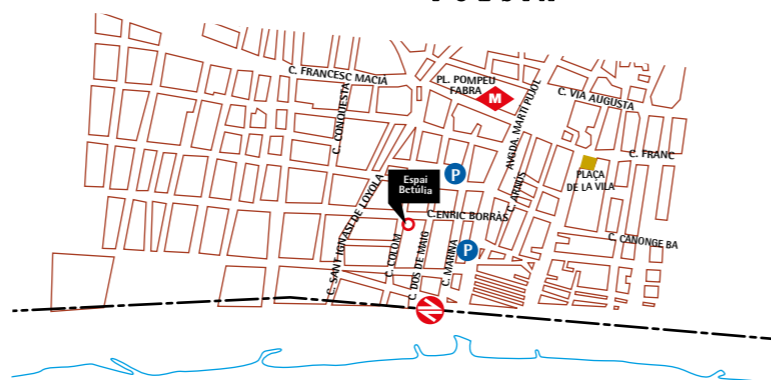 C. FRANCESC MACIÀ
PL. POMPEU
FABRA
M
C. VIA AUGUSTA
C. CONQUESTA
AVGDA. MARTÍ PUJOL
C. FRANC
PLAÇA
DE LA VILA
P
Espai
Betúlia
C. SANT IGNASI DE LOYOLA
C. ARNÚS
C.ENRIC BORRÀS
C. CANONGE BA
P
C. COLOM
C. DOS DE MAIG
C. MARINA